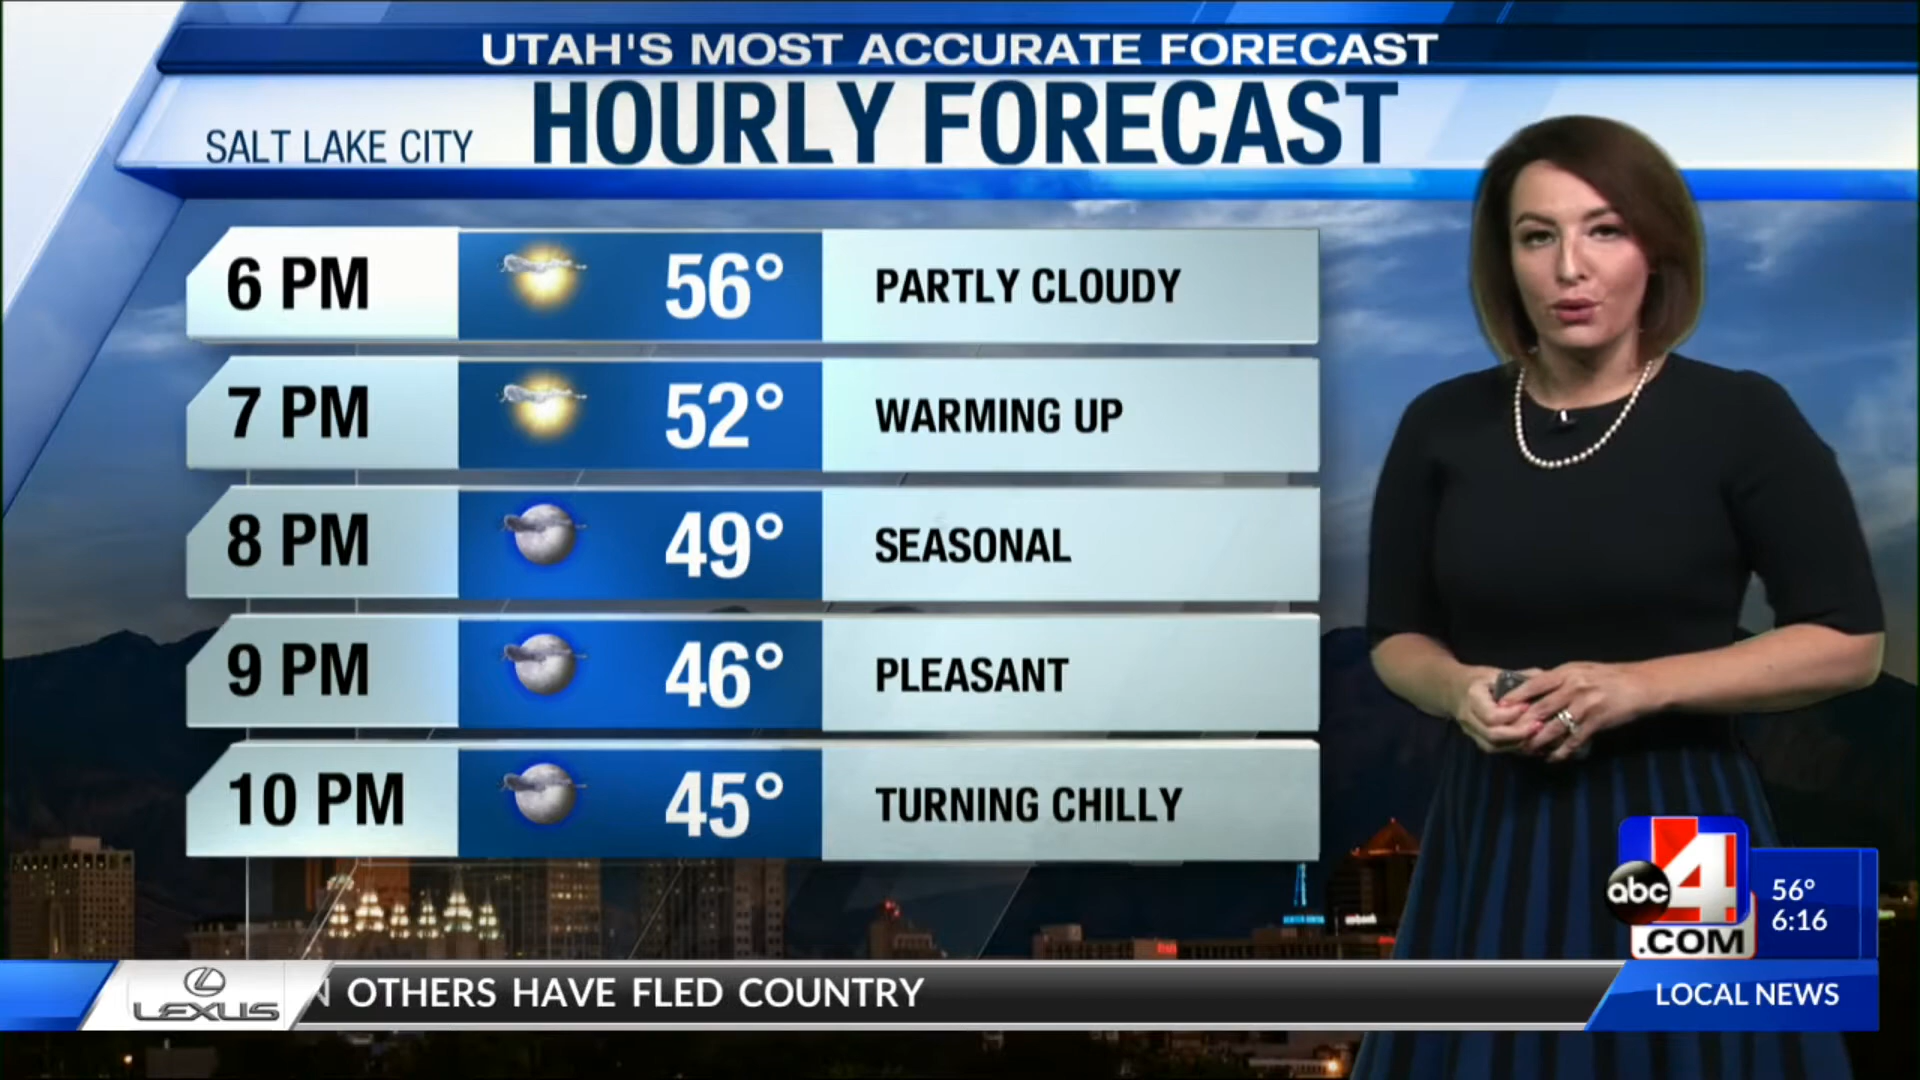 UTAH'S MOST ACCURATE FORECAST
SALT LAKE CITY
HOURLY FORECAST
6 PM 56° PARTLY CLOUDY
7 PM 52° WARMING UP
8 PM 49° SEASONAL
9 PM 46° PLEASANT
10 PM 45° TURNING CHILLY
abc 4
.COM
56°
6:16
LEXUS
N OTHERS HAVE FLED COUNTRY
LOCAL NEWS